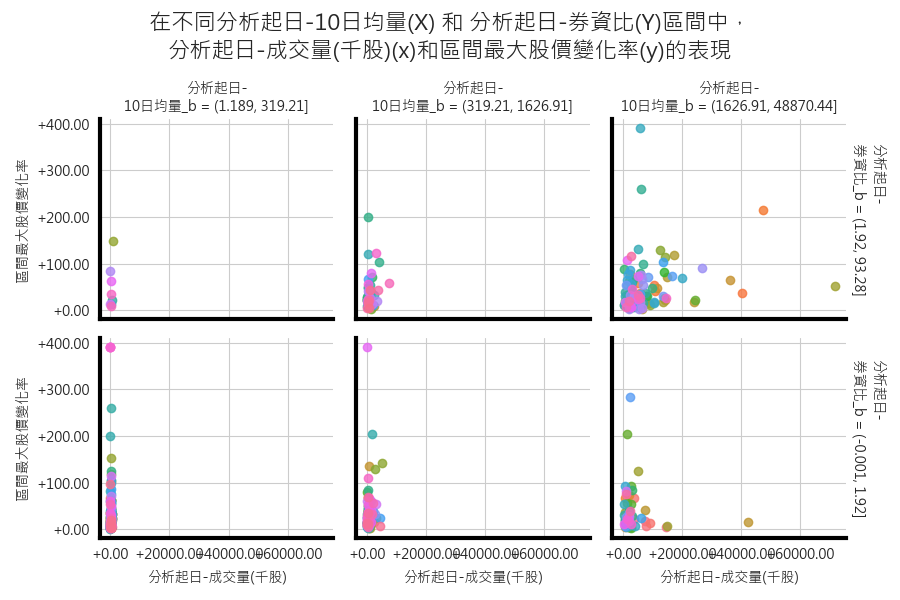 在不同分析起日-10日均量(X) 和 分析起日-券資比(Y)區間中，
分析起日-成交量(千股)(x)和區間最大股價變化率(y)的表現
分析起日-
10日均量_b = (1.189, 319.21]
分析起日-
10日均量_b = (319.21, 1626.91]
分析起日-
10日均量_b = (1626.91, 48870.44]
+400.00
+300.00
+200.00
+100.00
+0.00
區間最大股價變化率
分析起日-
券資比_b = (1.92, 93.28]
+400.00
+300.00
+200.00
+100.00
+0.00
區間最大股價變化率
分析起日-
券資比_b = (-0.001, 1.92]
+0.00 +20000.00 +40000.00 +60000.00
+0.00 +20000.00 +40000.00 +60000.00
+0.00 +20000.00 +40000.00 +60000.00
分析起日-成交量(千股)
分析起日-成交量(千股)
分析起日-成交量(千股)